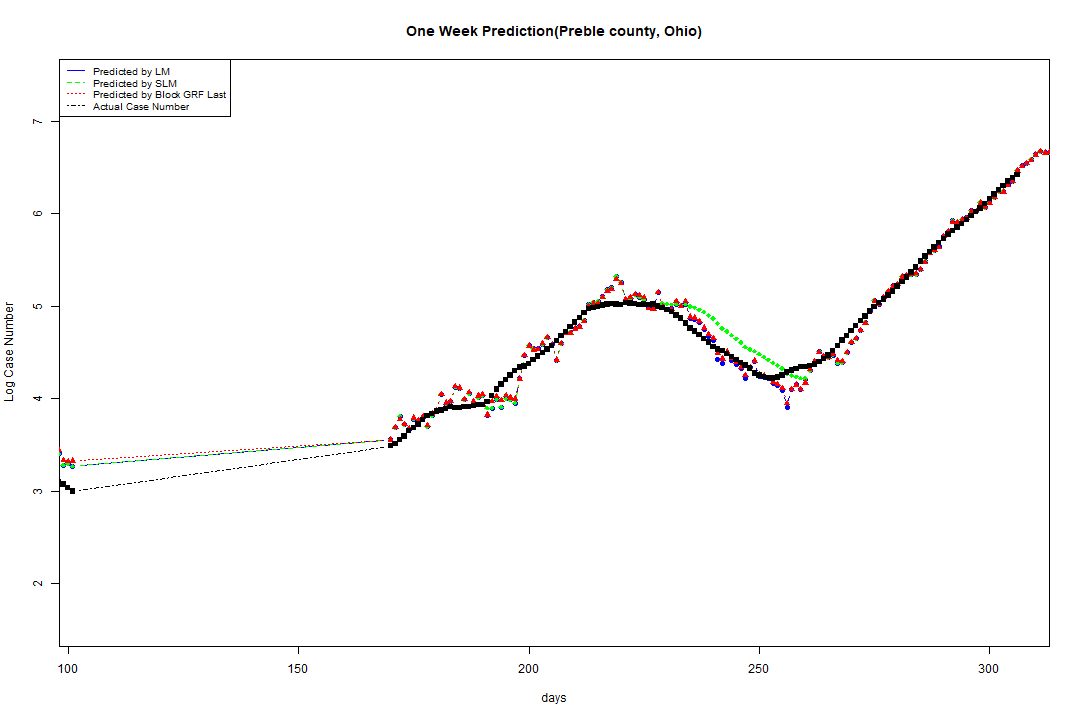 One Week Prediction(Preble county, Ohio)
Predicted by LM
Predicted by SLM
Predicted by Block GRF Last
Actual Case Number
7
6
5
4
3
2
Log Case Number
100 150 200 250 300
days